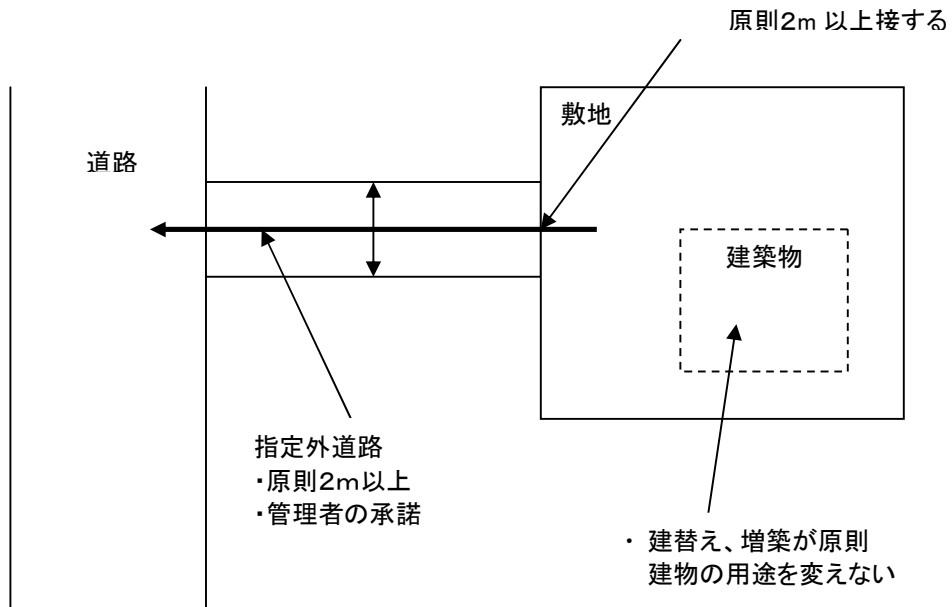 原則2m 以上接する
敷地
道路
建築物
指定外道路
・原則2m以上
・管理者の承諾
・ 建替え、増築が原則
建物の用途を変えない